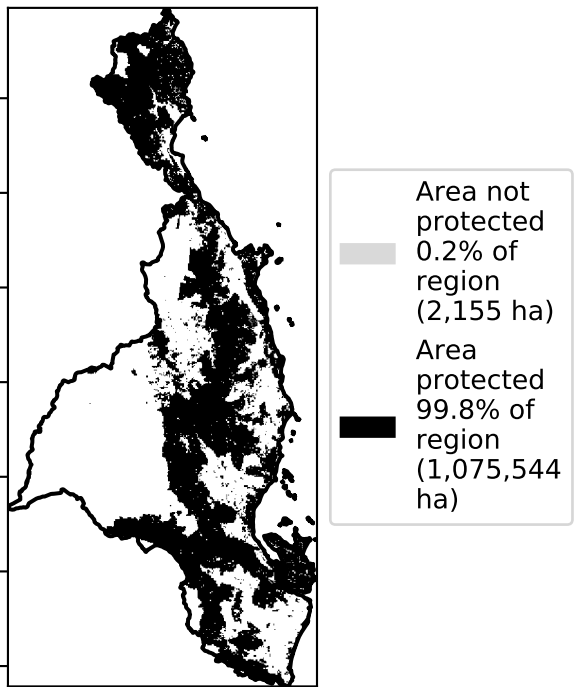 Area not
protected
0.2% of
region
(2,155 ha)
Area
protected
99.8% of
region
(1,075,544
ha)